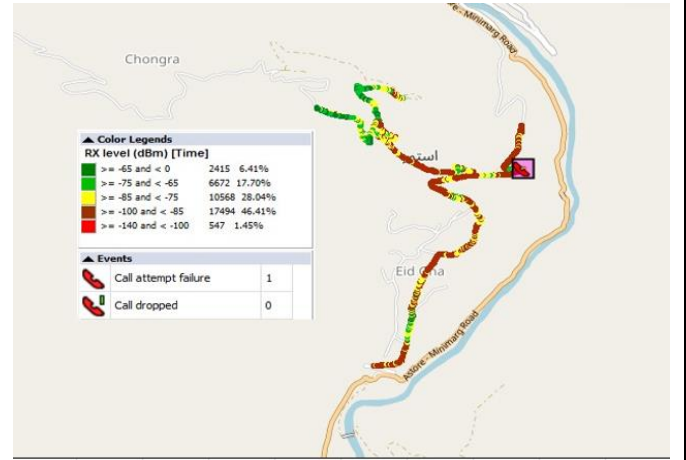 Astore - Minimarg Road
Chongra
استور
▲ Color Legends
RX level (dBm) [Time]
>= -65 and < 0 2415 6.41%
>= -75 and < -65 6672 17.70%
>= -85 and < -75 10568 28.04%
>= -100 and < -85 17494 46.41%
>= -140 and < -100 547 1.45%
▲ Events
Call attempt failure 1
Call dropped 0
Eid Gha
Astore - Minimarg Road